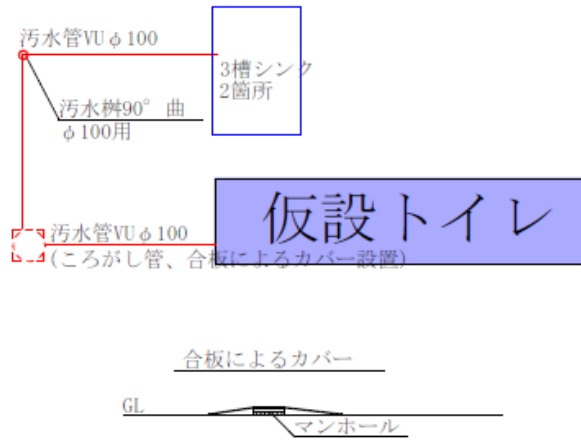 汚水管VUφ100
3槽シンク
2箇所
汚水桝90°曲
φ100用
仮設トイレ
汚水管VUφ100
(ころがし管、合板によるカバー設置)
合板によるカバー
GL
マンホール